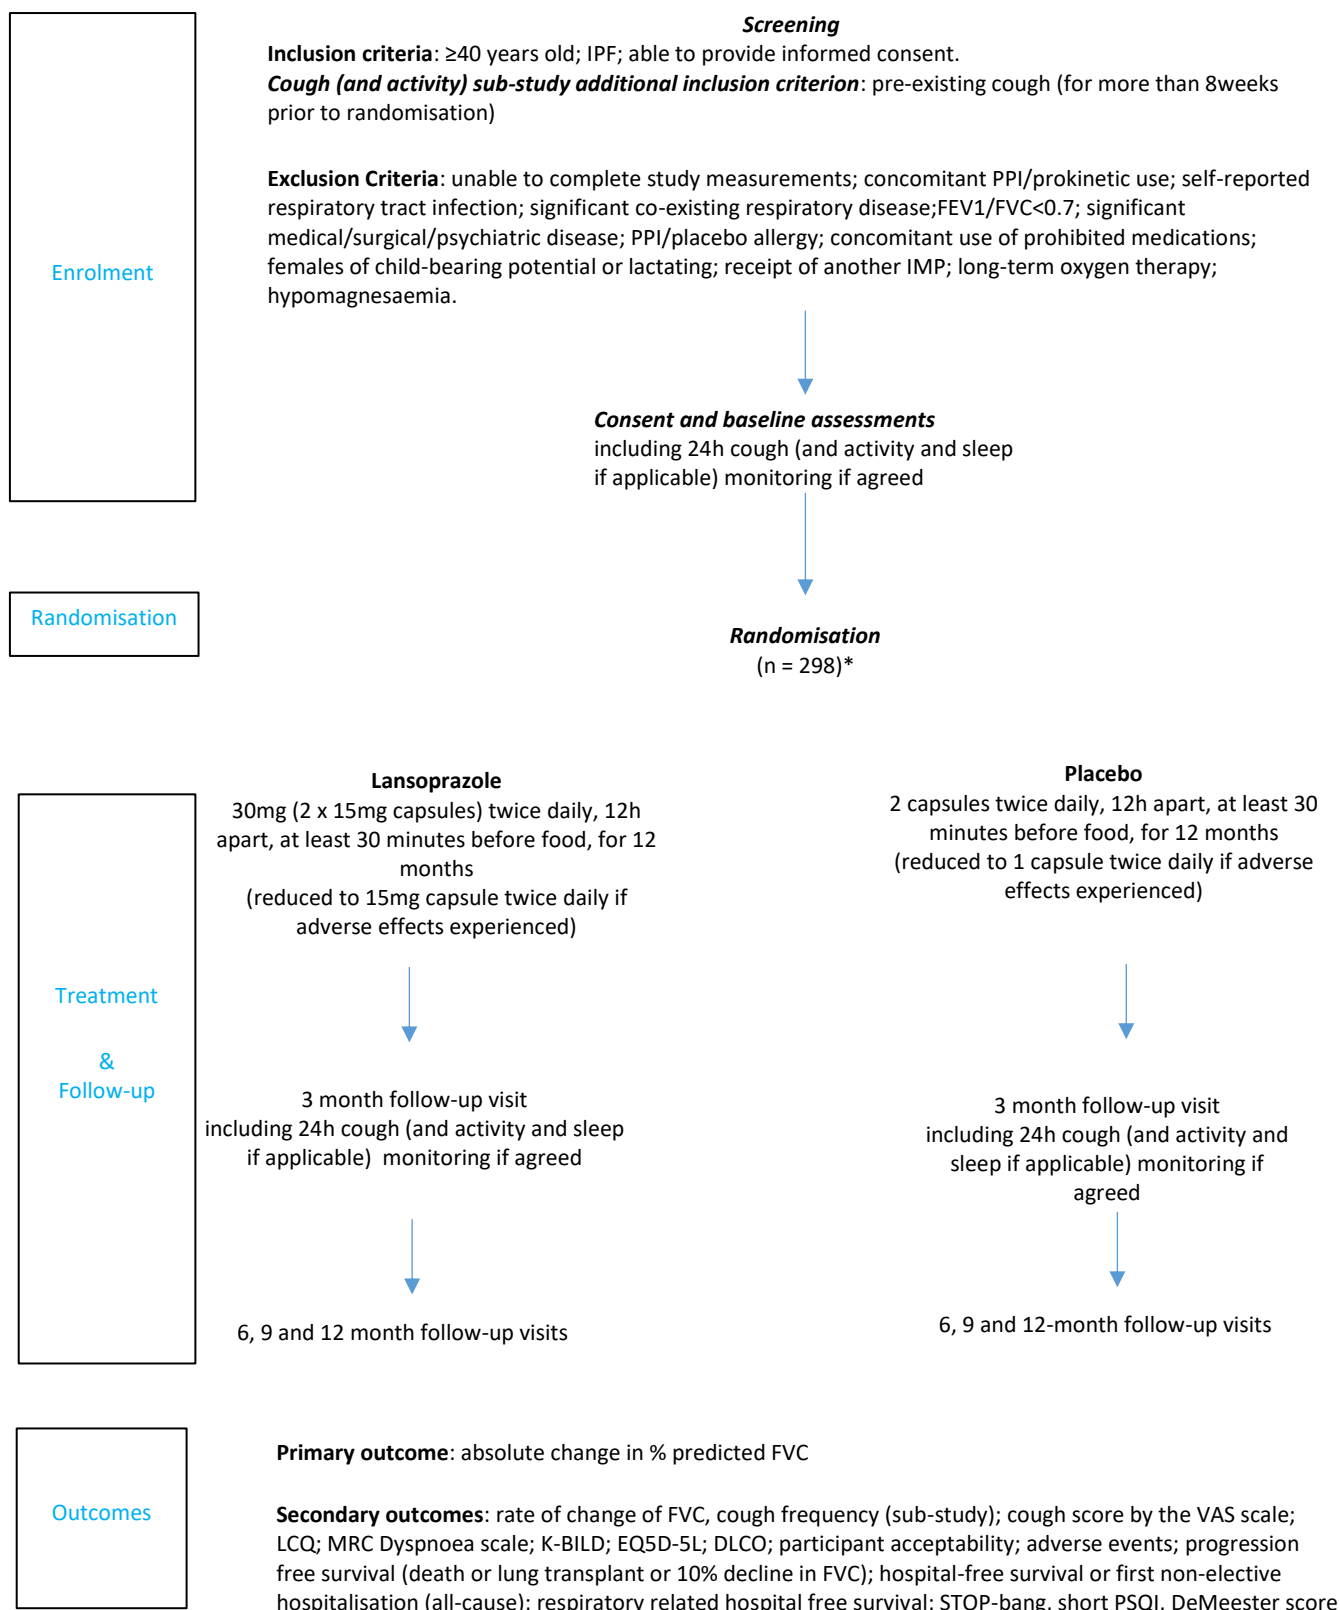 Screening
Inclusion criteria: ≥40 years old; IPF; able to provide informed consent.
Cough (and activity) sub-study additional inclusion criterion: pre-existing cough (for more than 8weeks
prior to randomisation)
Exclusion Criteria: unable to complete study measurements; concomitant PPI/prokinetic use; self-reported
respiratory tract infection; significant co-existing respiratory disease;FEV1/FVC<0.7; significant
medical/surgical/psychiatric disease; PPI/placebo allergy; concomitant use of prohibited medications;
females of child-bearing potential or lactating; receipt of another IMP; long-term oxygen therapy;
hypomagnesaemia.
Enrolment
Consent and baseline assessments
including 24h cough (and activity and sleep
if applicable) monitoring if agreed
Randomisation
Randomisation
(n = 298)*
Lansoprazole
30mg (2 x 15mg capsules) twice daily, 12h
apart, at least 30 minutes before food, for 12
months
(reduced to 15mg capsule twice daily if
adverse effects experienced)
Placebo
2 capsules twice daily, 12h apart, at least 30
minutes before food, for 12 months
(reduced to 1 capsule twice daily if adverse
effects experienced)
Treatment
&
Follow-up
3 month follow-up visit
including 24h cough (and activity and sleep
if applicable) monitoring if agreed
3 month follow-up visit
including 24h cough (and activity and
sleep if applicable) monitoring if
agreed
6, 9 and 12 month follow-up visits
6, 9 and 12-month follow-up visits
Outcomes
Primary outcome: absolute change in % predicted FVC
Secondary outcomes: rate of change of FVC, cough frequency (sub-study); cough score by the VAS scale;
LCQ; MRC Dyspnoea scale; K-BILD; EQ5D-5L; DLCO; participant acceptability; adverse events; progression
free survival (death or lung transplant or 10% decline in FVC); hospital-free survival or first non-elective
hospitalisation (all-cause); respiratory related hospital free survival; STOP-bang, short PSQI, DeMeester score